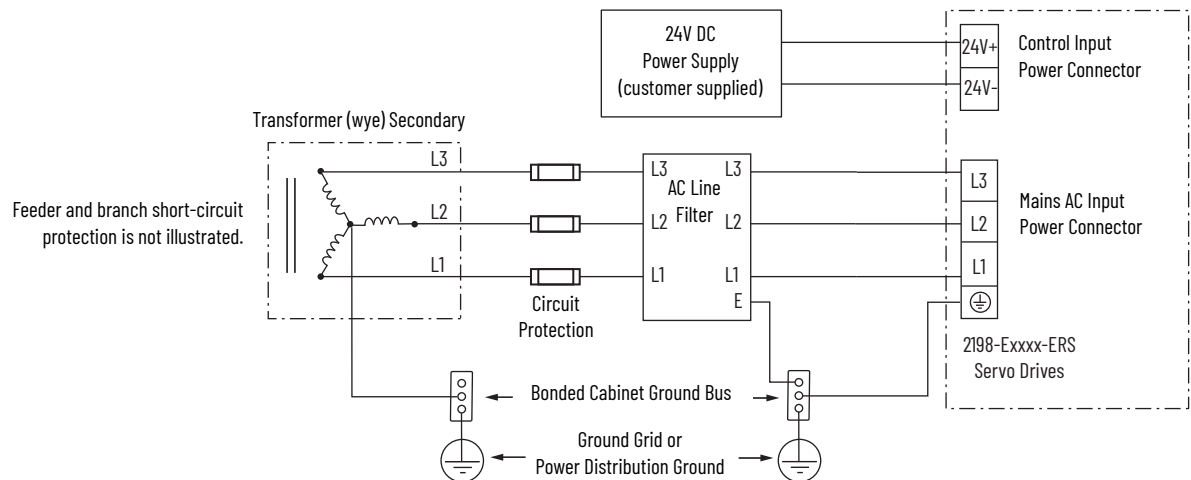 24V DC
Power Supply
(customer supplied)
24V+
24V-
Control Input
Power Connector
Transformer (wye) Secondary
L3
L2
L1
Feeder and branch short-circuit
protection is not illustrated.
Circuit
Protection
L3
L3
AC Line
Filter
L2
L2
L1
L1
E
L3
L2
L1
Mains AC Input
Power Connector
2198-Exxxx-ERS
Servo Drives
Bonded Cabinet Ground Bus
Ground Grid or
Power Distribution Ground